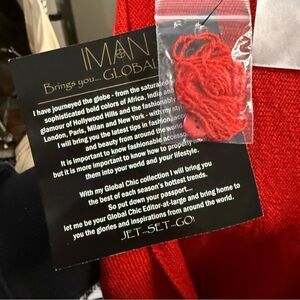 IMAN
Brings you... GLOBAL
I have journeyed the globe - from the saturated
sophisticated bold colors of Africa, India, and
glamour of Hollywood Hills and the fashionably
London, Paris, Milan and New York - with my
I will bring you the latest tips in fashion, acce
and beauty from around the world
It is important to know fashionable accesso
but it is most important to know how to properly
them into your world and your lifestyle.
With my Global Chic collection I will bring you
the best of each season's hottest trends.
So put down your passport...
let me be your Global Chic Editor-at-large and bring home to
you the glories and inspirations from around the world.
JET...SET...GO!